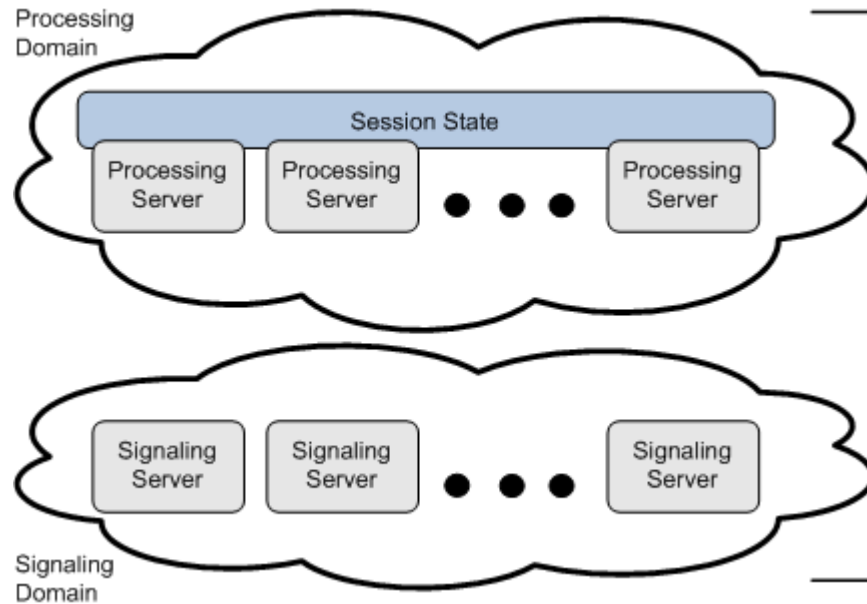 Processing
Domain
Session State
Processing
Server
Processing
Server
Processing
Server
Signaling
Server
Signaling
Server
Signaling
Server
Signaling
Domain